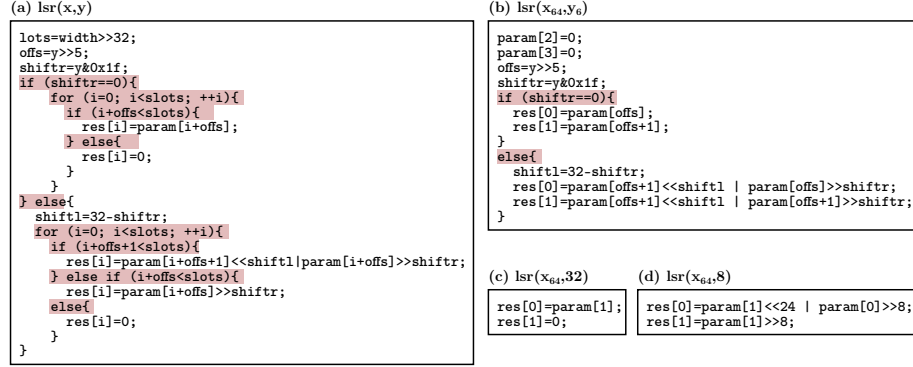 (a) lsr(x,y)
lots=width>>32;
offs=y>>5;
shiftr=y&0x1f;
if (shiftr==0){
for (i=0; i<slots; ++i){
if (i+offs<slots){
res[i]=param[i+offs];
} else{
res[i]=0;
}
}
} else{
shiftl=32-shiftr;
for (i=0; i<slots; ++i){
if (i+offs+1<slots){
res[i]=param[i+offs+1]<<shiftl|param[i+offs]>>shiftr;
} else if (i+offs<slots){
res[i]=param[i+offs]>>shiftr;
else{
res[i]=0;
}
}
(b) lsr(x64,y6)
param[2]=0;
param[3]=0;
offs=y>>5;
shiftr=y&0x1f;
if (shiftr==0){
res[0]=param[offs];
res[1]=param[offs+1];
}
else{
shiftl=32-shiftr;
res[0]=param[offs+1]<<shiftl | param[offs]>>shiftr;
res[1]=param[offs+1]<<shiftl | param[offs+1]>>shiftr;
}
(c) lsr(x64,32)
res[0]=param[1];
res[1]=0;
(d) lsr(x64,8)
res[0]=param[1]<<24 | param[0]>>8;
res[1]=param[1]>>8;